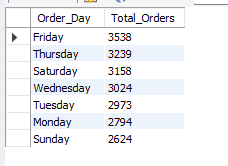 Order_Day Total_Orders
Friday 3538
Thursday 3239
Saturday 3158
Wednesday 3024
Tuesday 2973
Monday 2794
Sunday 2624